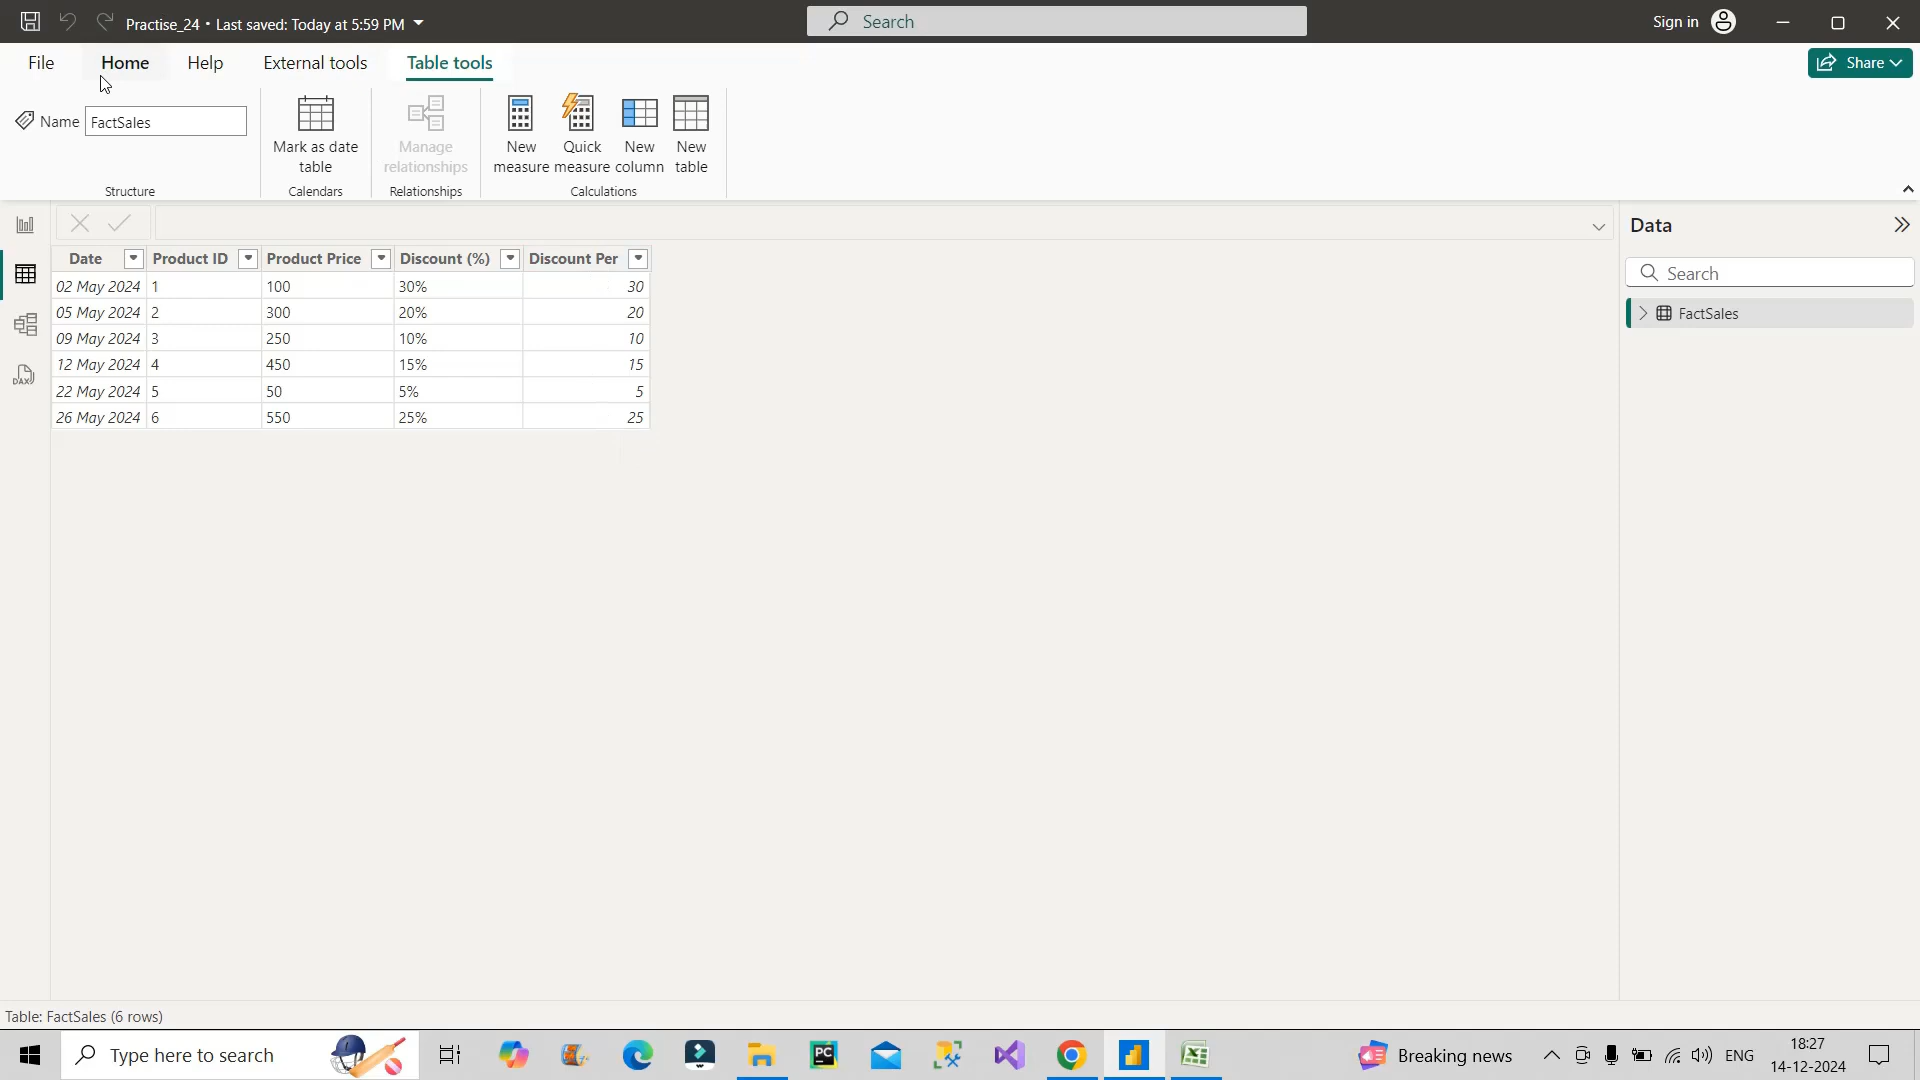 Practise_24 • Last saved: Today at 5:59 PM
Search
Sign in
File
Home
Help
External tools
Table tools
Share
Name
FactSales
Mark as date
table
Manage
relationships
New
measure
Quick
measure
New
column
New
table
Structure
Calendars
Relationships
Calculations
Date
Product ID
Product Price
Discount (%)
Discount Per
02 May 2024 1 100 30% 30
05 May 2024 2 300 20% 20
09 May 2024 3 250 10% 10
12 May 2024 4 450 15% 15
22 May 2024 5 50 5% 5
26 May 2024 6 550 25% 25
DAX
Data
Search
FactSales
Table: FactSales (6 rows)
Type here to search
PC
Breaking news
ENG
18:27
14-12-2024